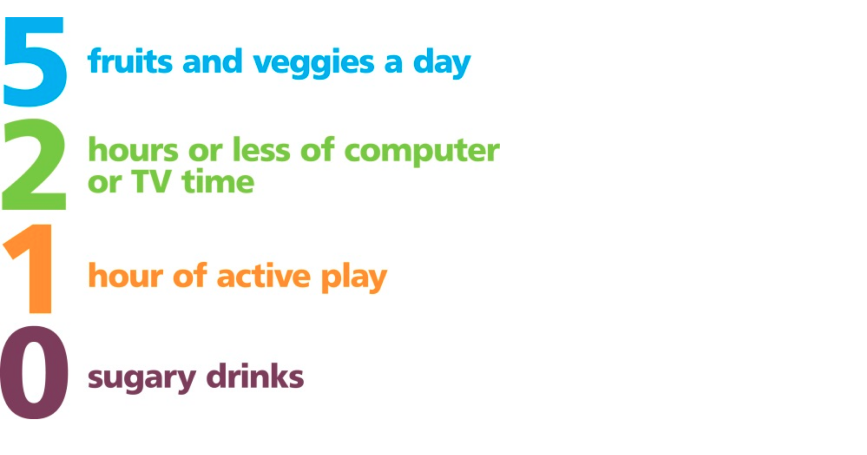 5 fruits and veggies a day
2 hours or less of computer
or TV time
1 hour of active play
0 sugary drinks